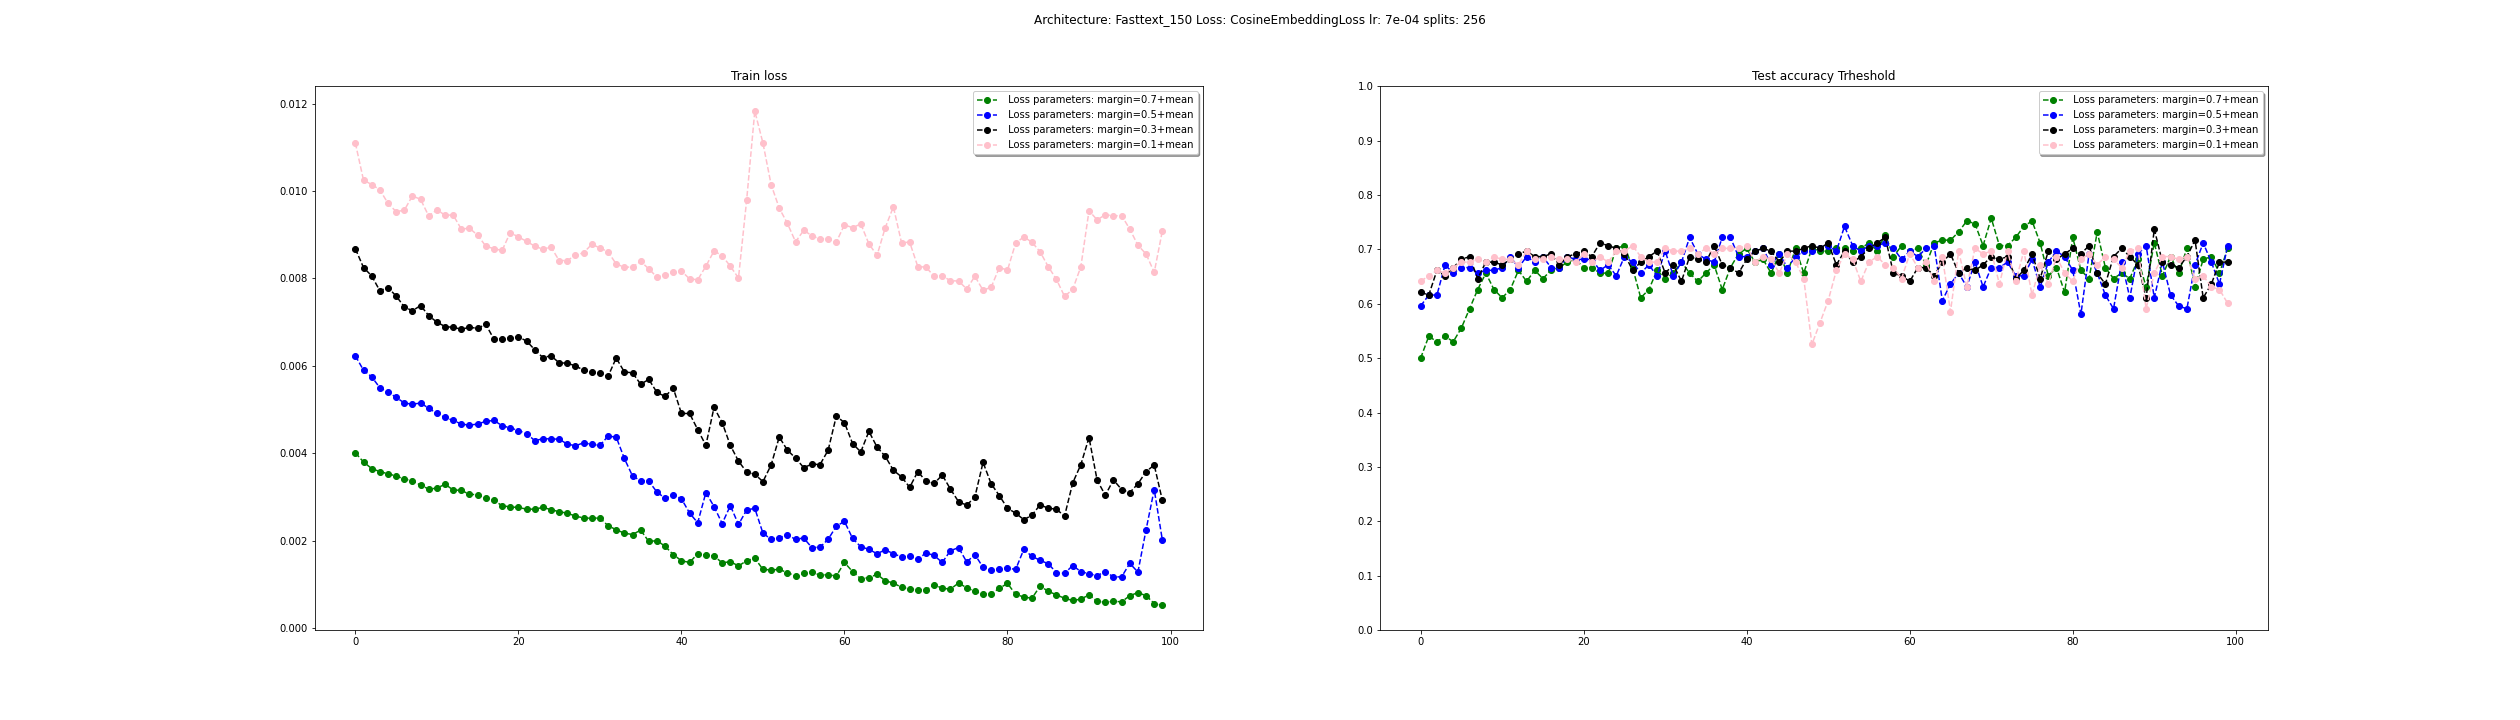 Architecture: Fasttext_150 Loss: CosineEmbeddingLoss lr: 7e-04 splits: 256
Train loss
0.012
0.010
0.008
0.006
0.004
0.002
0.000
0 20 40 60 80 100
Loss parameters: margin=0.7+mean
Loss parameters: margin=0.5+mean
Loss parameters: margin=0.3+mean
Loss parameters: margin=0.1+mean
Test accuracy Trheshold
1.0
0.9
0.8
0.7
0.6
0.5
0.4
0.3
0.2
0.1
0.0
0 20 40 60 80 100
Loss parameters: margin=0.7+mean
Loss parameters: margin=0.5+mean
Loss parameters: margin=0.3+mean
Loss parameters: margin=0.1+mean